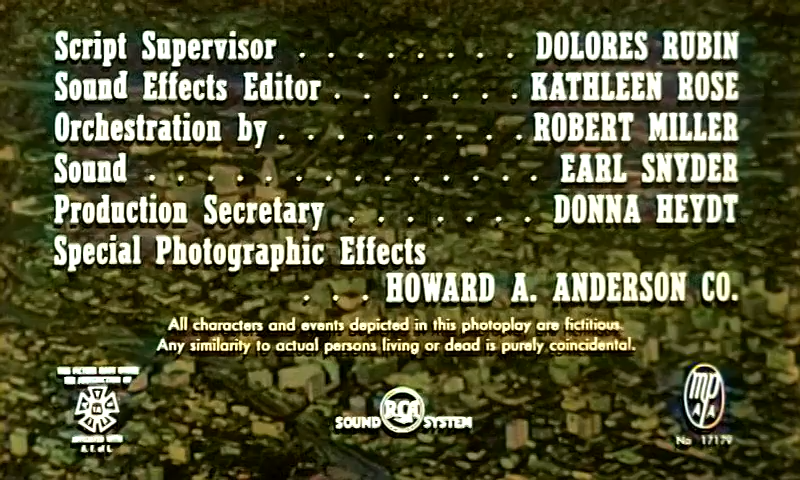 Script Supervisor . . . . . . . . DOLORES RUBIN
Sound Effects Editor . . . . . . . KATHLEEN ROSE
Orchestration by . . . . . . . . . ROBERT MILLER
Sound . . . . . . . . . . . . . . EARL SNYDER
Production Secretary . . . . . . . DONNA HEYDT
Special Photographic Effects
. . . HOWARD A. ANDERSON CO.
All characters and events depicted in this photoplay are fictitious.
Any similarity to actual persons living or dead is purely coincidental.
SOUND RCA SYSTEM
MPAA
No. 17179